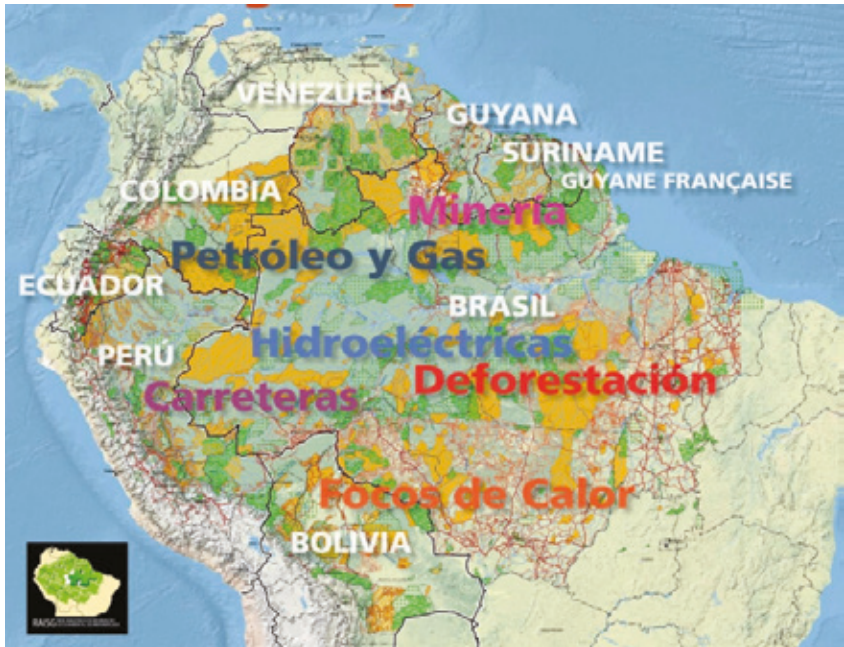 VENEZUELA
GUYANA
SURINAME
GUYANE FRANÇAISE
COLOMBIA
Minería
Petróleo y Gas
ECUADOR
BRASIL
Hidroeléctricas
PERÚ
Deforestación
Carreteras
Focos de Calor
BOLIVIA
RAISG